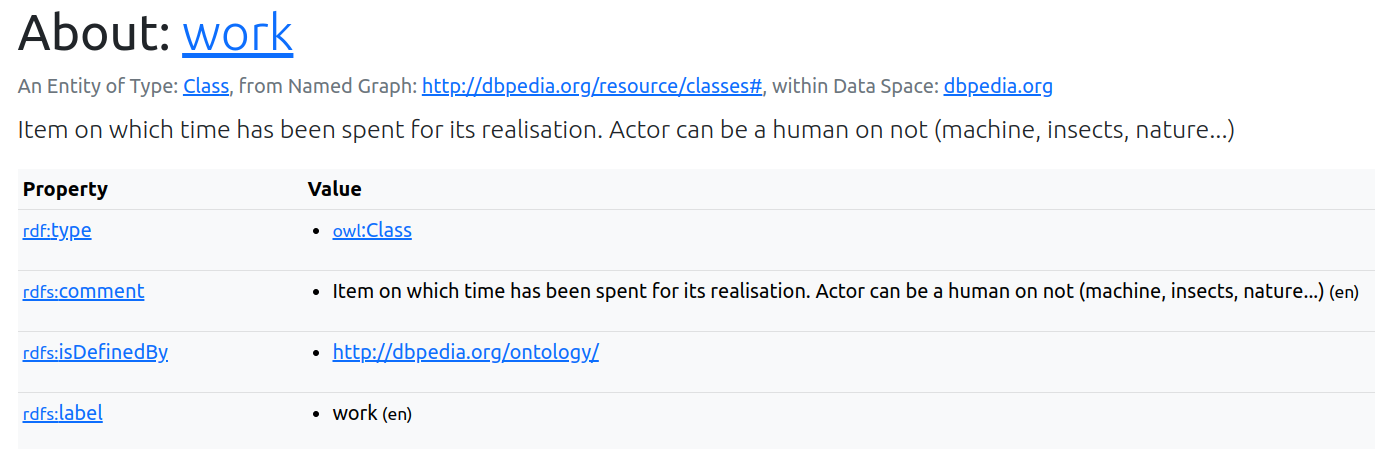 About: work
An Entity of Type: Class, from Named Graph: http://dbpedia.org/resource/classes#, within Data Space: dbpedia.org
Item on which time has been spent for its realisation. Actor can be a human on not (machine, insects, nature...)
Property Value
rdf:type • owl:Class
rdfs:comment • Item on which time has been spent for its realisation. Actor can be a human on not (machine, insects, nature...) (en)
rdfs:isDefinedBy • http://dbpedia.org/ontology/
rdfs:label • work (en)